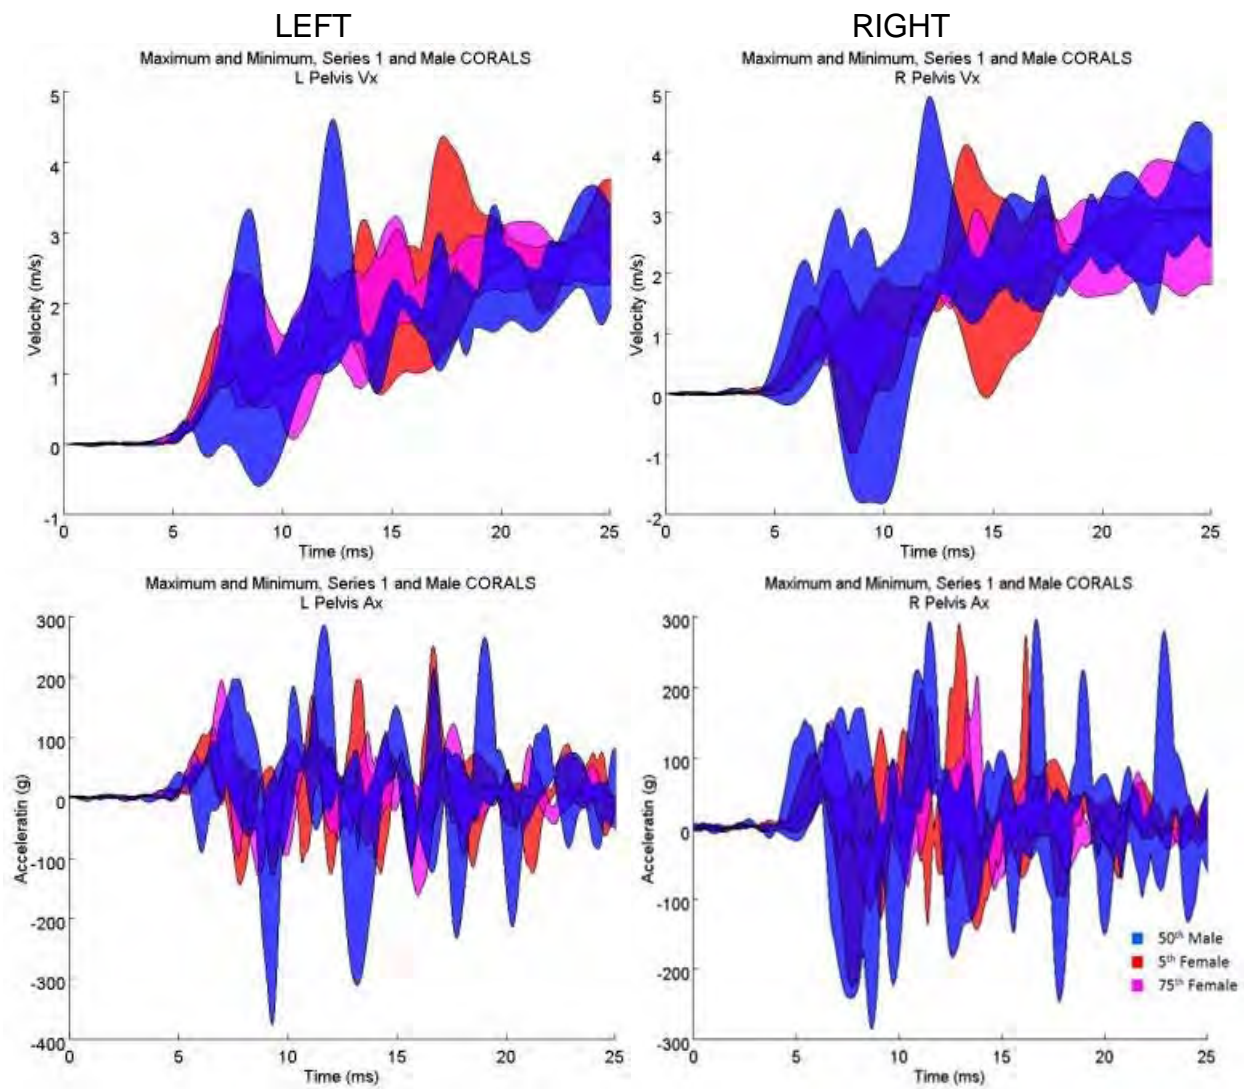 LEFT
RIGHT
Maximum and Minimum, Series 1 and Male CORALS
L Pelvis Vx
5
4
3
2
1
0
-1
Velocity (m/s)
0 5 10 15 20 25
Time (ms)
Maximum and Minimum, Series 1 and Male CORALS
R Pelvis Vx
5
4
3
2
1
0
-1
-2
Velocity (m/s)
0 5 10 15 20 25
Time (ms)
Maximum and Minimum, Series 1 and Male CORALS
L Pelvis Ax
300
200
100
0
-100
-200
-300
-400
Acceleratin (g)
0 5 10 15 20 25
Time (ms)
Maximum and Minimum, Series 1 and Male CORALS
R Pelvis Ax
300
200
100
0
-100
-200
-300
Acceleratin (g)
0 5 10 15 20 25
Time (ms)
50th Male
5th Female
75th Female